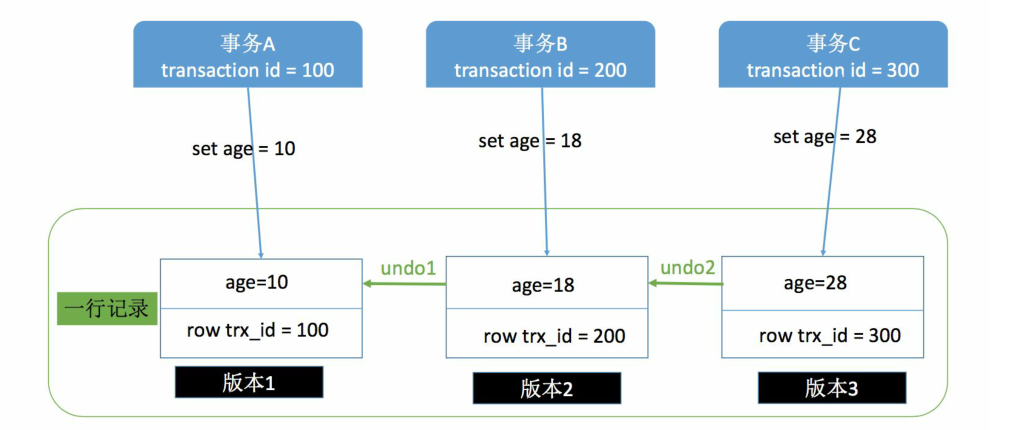 事务A
transaction id = 100
事务B
transaction id = 200
事务C
transaction id = 300
set age = 10
set age = 18
set age = 28
undo1
undo2
age=10
age=18
age=28
一行记录
row trx_id = 100
row trx_id = 200
row trx_id = 300
版本1
版本2
版本3